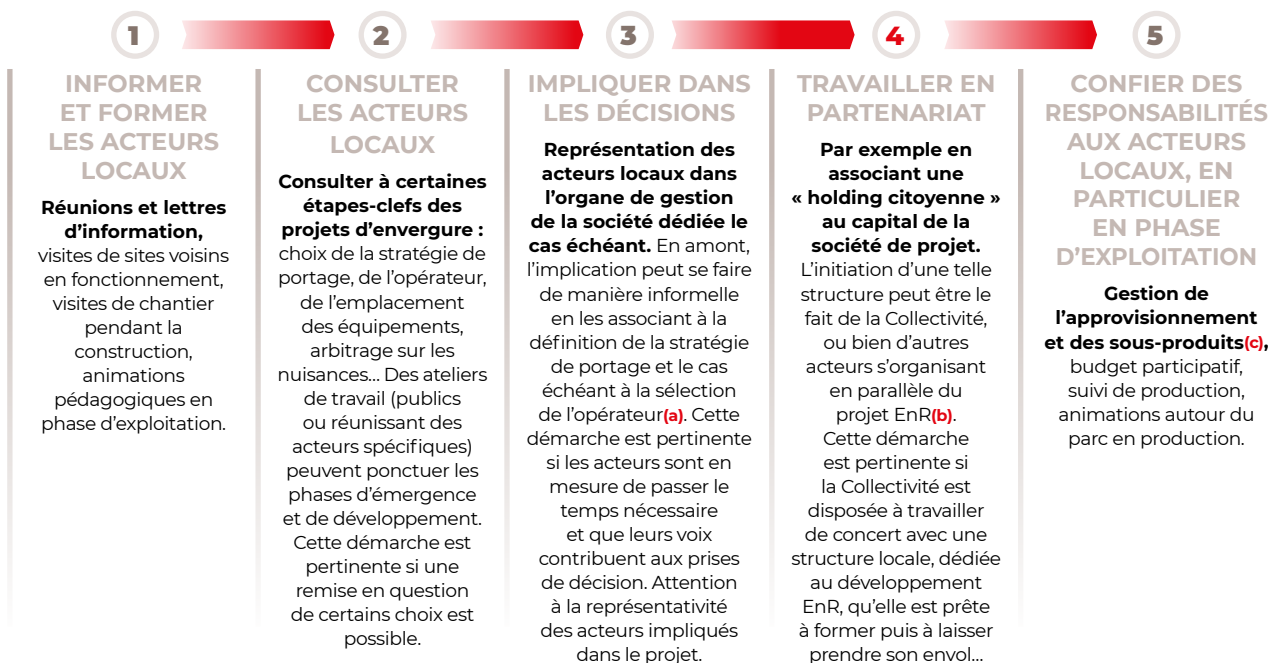 1
INFORMER
ET FORMER
LES ACTEURS
LOCAUX
Réunions et lettres
d’information,
visites de sites voisins
en fonctionnement,
visites de chantier
pendant la
construction,
animations
pédagogiques en
phase d’exploitation.
2
CONSULTER
LES ACTEURS
LOCAUX
Consulter à certaines
étapes-clefs des
projets d’envergure :
choix de la stratégie de
portage, de l’opérateur,
de l’emplacement
des équipements,
arbitrage sur les
nuisances... Des ateliers
de travail (publics
ou réunissant des
acteurs spécifiques)
peuvent ponctuer les
phases d’émergence
et de développement.
Cette démarche est
pertinente si une
remise en question
de certains choix est
possible.
3
IMPLIQUER DANS
LES DÉCISIONS
Représentation des
acteurs locaux dans
l’organe de gestion
de la société dédiée le
cas échéant. En amont,
l’implication peut se faire
de manière informelle
en les associant à la
définition de la stratégie
de portage et le cas
échéant à la sélection
de l’opérateur(a). Cette
démarche est pertinente
si les acteurs sont en
mesure de passer le
temps nécessaire
et que leurs voix
contribuent aux prises
de décision. Attention
à la représentativité
des acteurs impliqués
dans le projet.
4
TRAVAILLER EN
PARTENARIAT
Par exemple en
associant une
« holding citoyenne »
au capital de la
société de projet.
L’initiation d’une telle
structure peut être le
fait de la Collectivité,
ou bien d’autres
acteurs s’organisant
en parallèle du
projet EnR(b).
Cette démarche
est pertinente si
la Collectivité est
disposée à travailler
de concert avec une
structure locale, dédiée
au développement
EnR, qu’elle est prête
à former puis à laisser
prendre son envol...
5
CONFIER DES
RESPONSABILITÉS
AUX ACTEURS
LOCAUX, EN
PARTICULIER
EN PHASE
D’EXPLOITATION
Gestion de
l’approvisionnement
et des sous-produits(c),
budget participatif,
suivi de production,
animations autour du
parc en production.